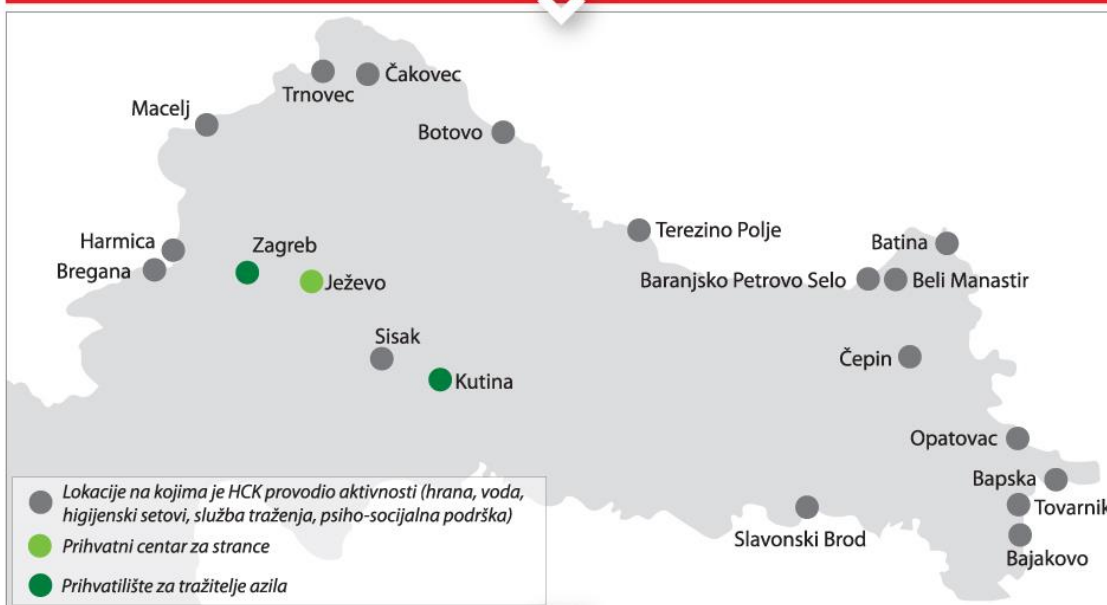 Čakovec
Trnovec
Macelj
Botovo
Harmica
Zagreb
Terezino Polje
Batina
Bregana
Ježevo
Baranjsko Petrovo Selo
Beli Manastir
Sisak
Čepin
Kutina
Opatovac
Bapska
Tovarnik
Slavonski Brod
Bajakovo
Lokacije na kojima je HCK provodio aktivnosti (hrana, voda,
higijenski setovi, služba traženja, psiho-socijalna podrška)
Prihvatni centar za strance
Prihvatilište za tražitelje azila